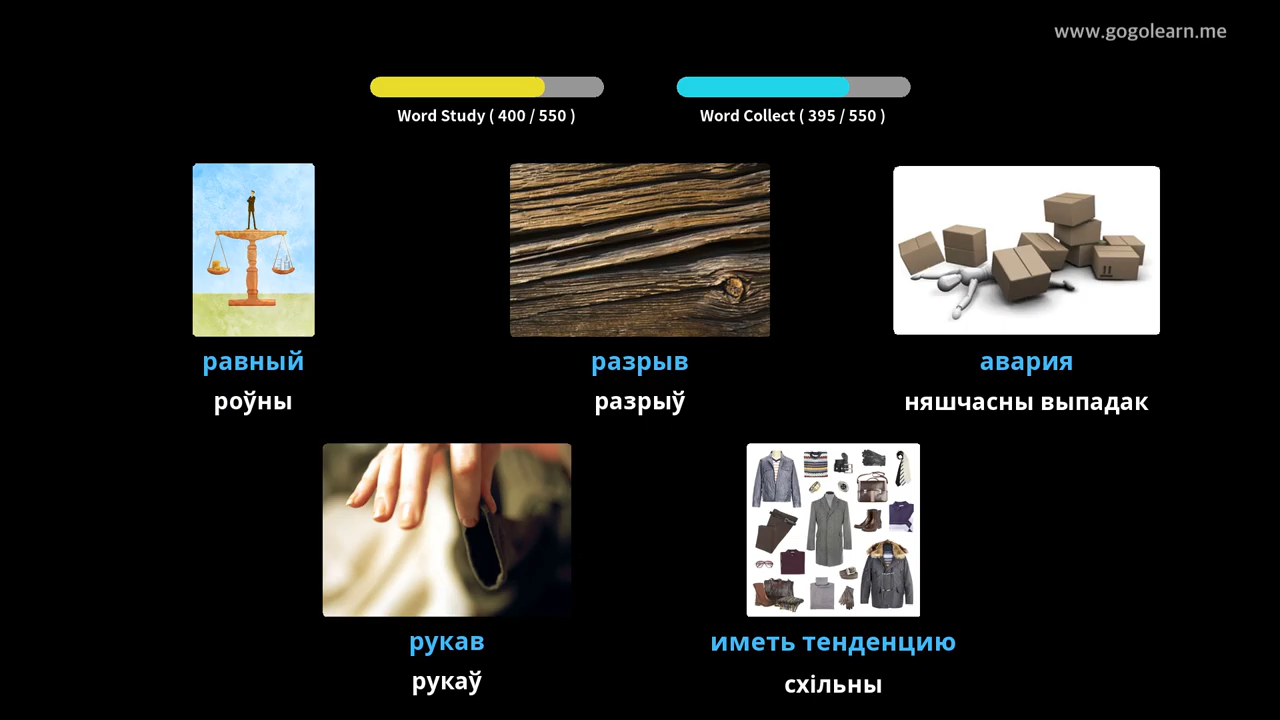 www.gogolearn.me
Word Study ( 400 / 550 )
Word Collect ( 395 / 550 )
равный
роўны
разрыв
разрыў
авария
няшчасны выпадак
рукав
рукаў
иметь тенденцию
схільны